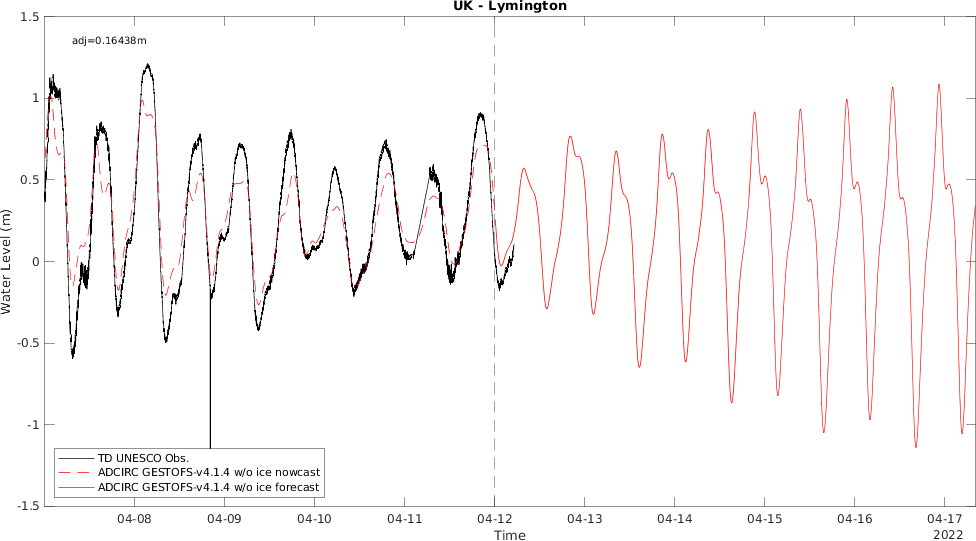 UK - Lymington
adj=0.16438m
1.5
1
0.5
0
-0.5
-1
-1.5
Water Level (m)
TD UNESCO Obs.
ADCIRC GESTOFS-v4.1.4 w/o ice nowcast
ADCIRC GESTOFS-v4.1.4 w/o ice forecast
04-08 04-09 04-10 04-11 04-12 04-13 04-14 04-15 04-16 04-17
Time
2022